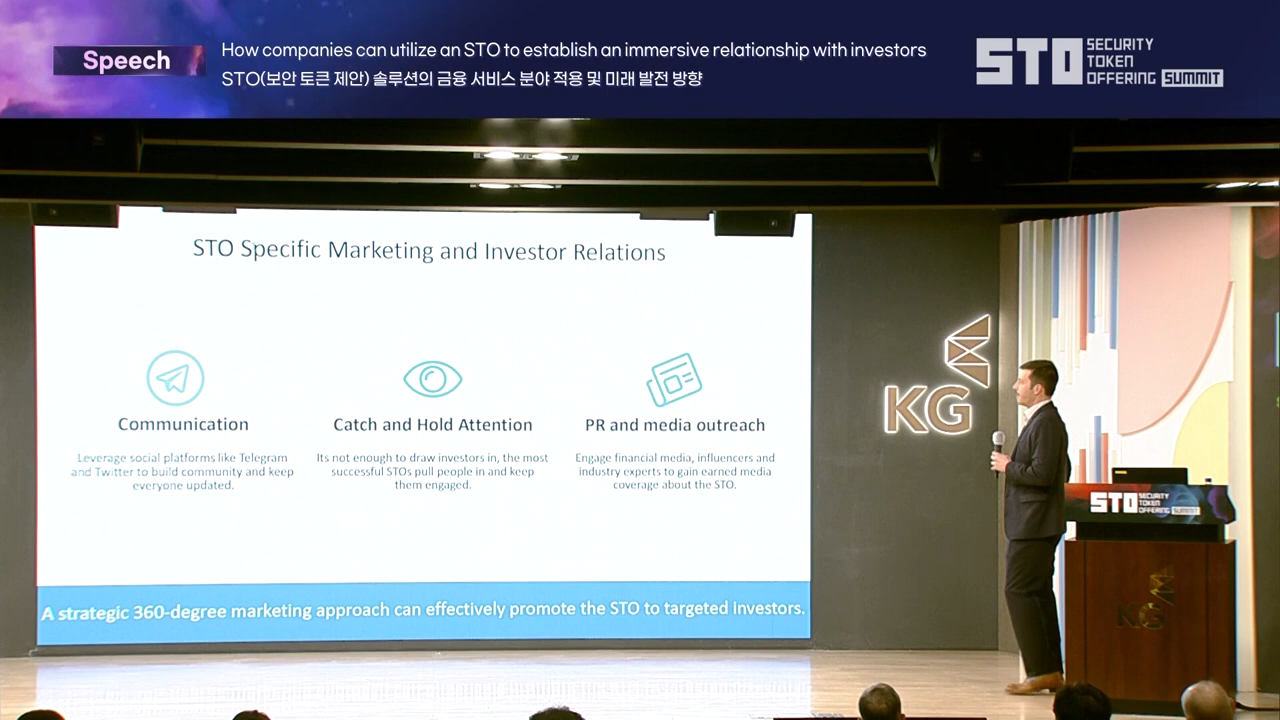 Speech
How companies can utilize an STO to establish an immersive relationship with investors
STO(보안 토큰 제안) 솔루션의 금융 서비스 분야 적용 및 미래 발전 방향
STO
SECURITY
TOKEN
OFFERING SUMMIT
STO Specific Marketing and Investor Relations
Communication
Leverage social platforms like Telegram
and Twitter to build community and keep
everyone updated.
Catch and Hold Attention
Its not enough to draw investors in, the most
successful STOs pull people in and keep
them engaged.
PR and media outreach
Engage financial media, influencers and
industry experts to gain earned media
coverage about the STO.
A strategic 360-degree marketing approach can effectively promote the STO to targeted investors.
KG
STO
SECURITY
TOKEN
OFFERING SUMMIT
KG